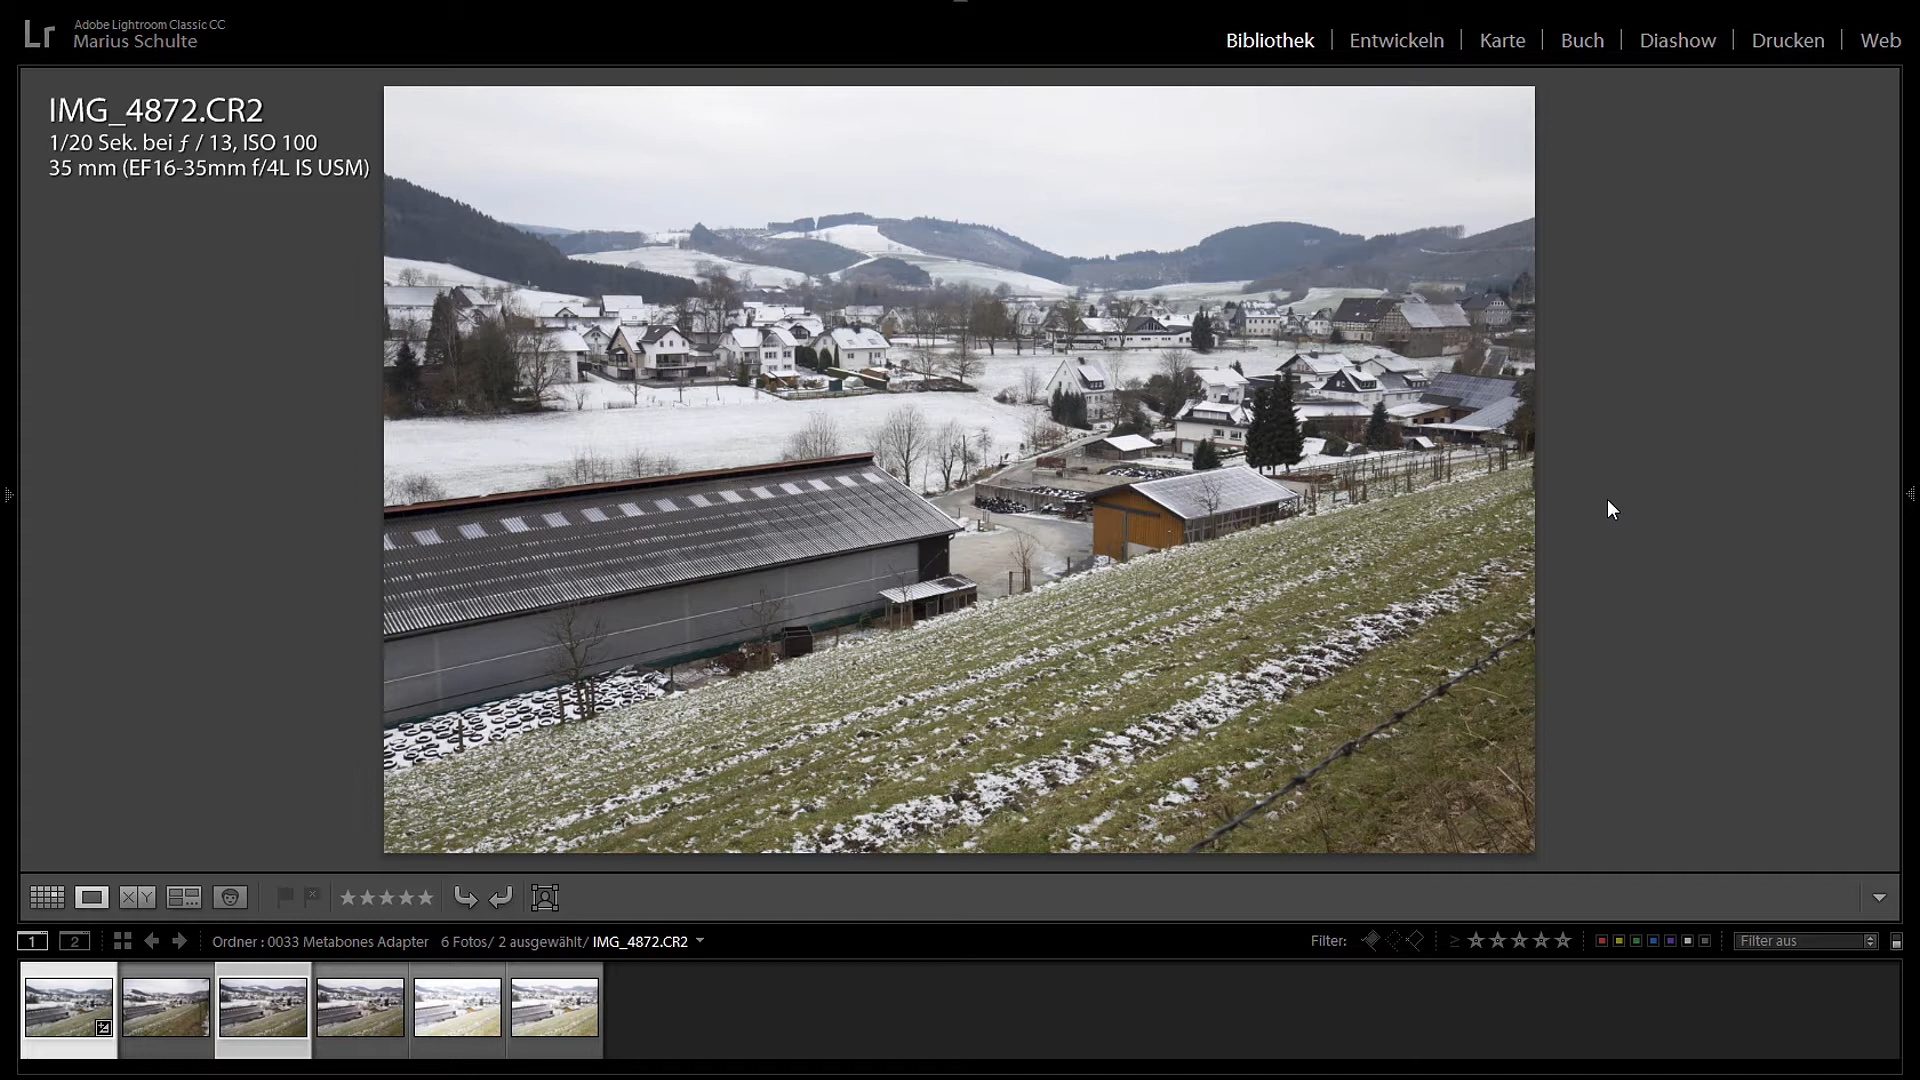 Lr
Adobe Lightroom Classic CC
Marius Schulte
Bibliothek | Entwickeln | Karte | Buch | Diashow | Drucken | Web
IMG_4872.CR2
1/20 Sek. bei ƒ / 13, ISO 100
35 mm (EF16-35mm f/4L IS USM)
X Y
1 2 Ordner : 0033 Metabones Adapter 6 Fotos/ 2 ausgewählt/ IMG_4872.CR2 Filter: ≥ Filter aus